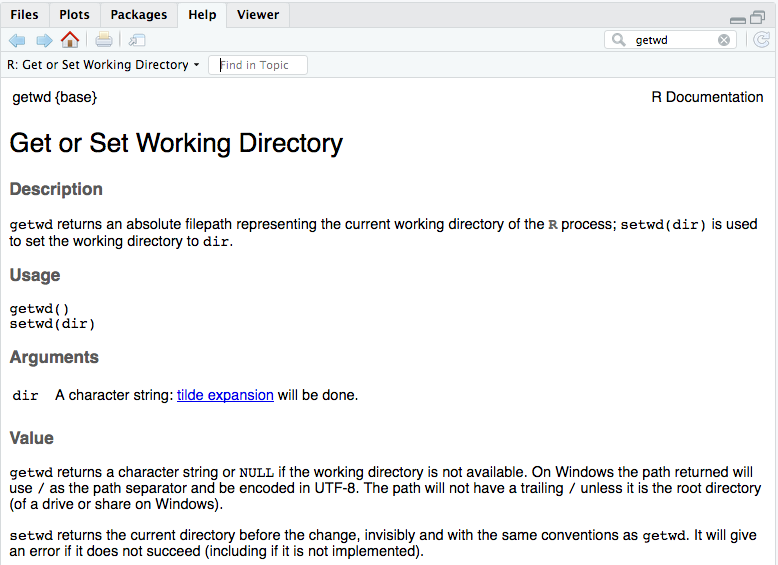 Files Plots Packages Help Viewer
getwd
R: Get or Set Working Directory Find in Topic
getwd {base} R Documentation
Get or Set Working Directory
Description
getwd returns an absolute filepath representing the current working directory of the R process; setwd(dir) is used
to set the working directory to dir.
Usage
getwd()
setwd(dir)
Arguments
dir A character string: tilde expansion will be done.
Value
getwd returns a character string or NULL if the working directory is not available. On Windows the path returned will
use / as the path separator and be encoded in UTF-8. The path will not have a trailing / unless it is the root directory
(of a drive or share on Windows).
setwd returns the current directory before the change, invisibly and with the same conventions as getwd. It will give
an error if it does not succeed (including if it is not implemented).